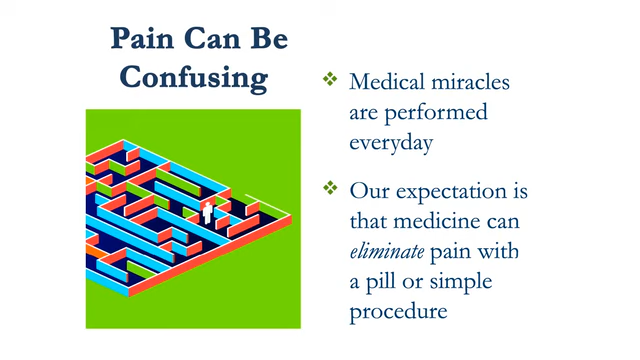 Pain Can Be
Confusing
❖ Medical miracles
are performed
everyday
❖ Our expectation is
that medicine can
eliminate pain with
a pill or simple
procedure